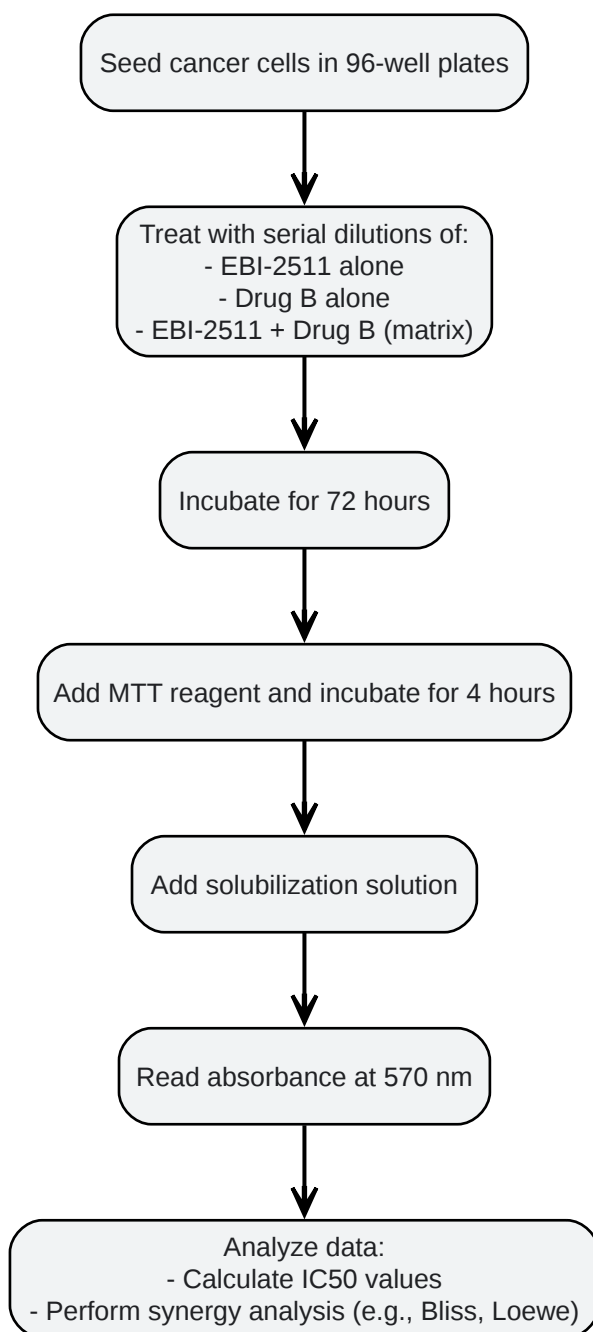 Seed cancer cells in 96-well plates
Treat with serial dilutions of:
- EBI-2511 alone
- Drug B alone
- EBI-2511 + Drug B (matrix)
Incubate for 72 hours
Add MTT reagent and incubate for 4 hours
Add solubilization solution
Read absorbance at 570 nm
Analyze data:
- Calculate IC50 values
- Perform synergy analysis (e.g., Bliss, Loewe)